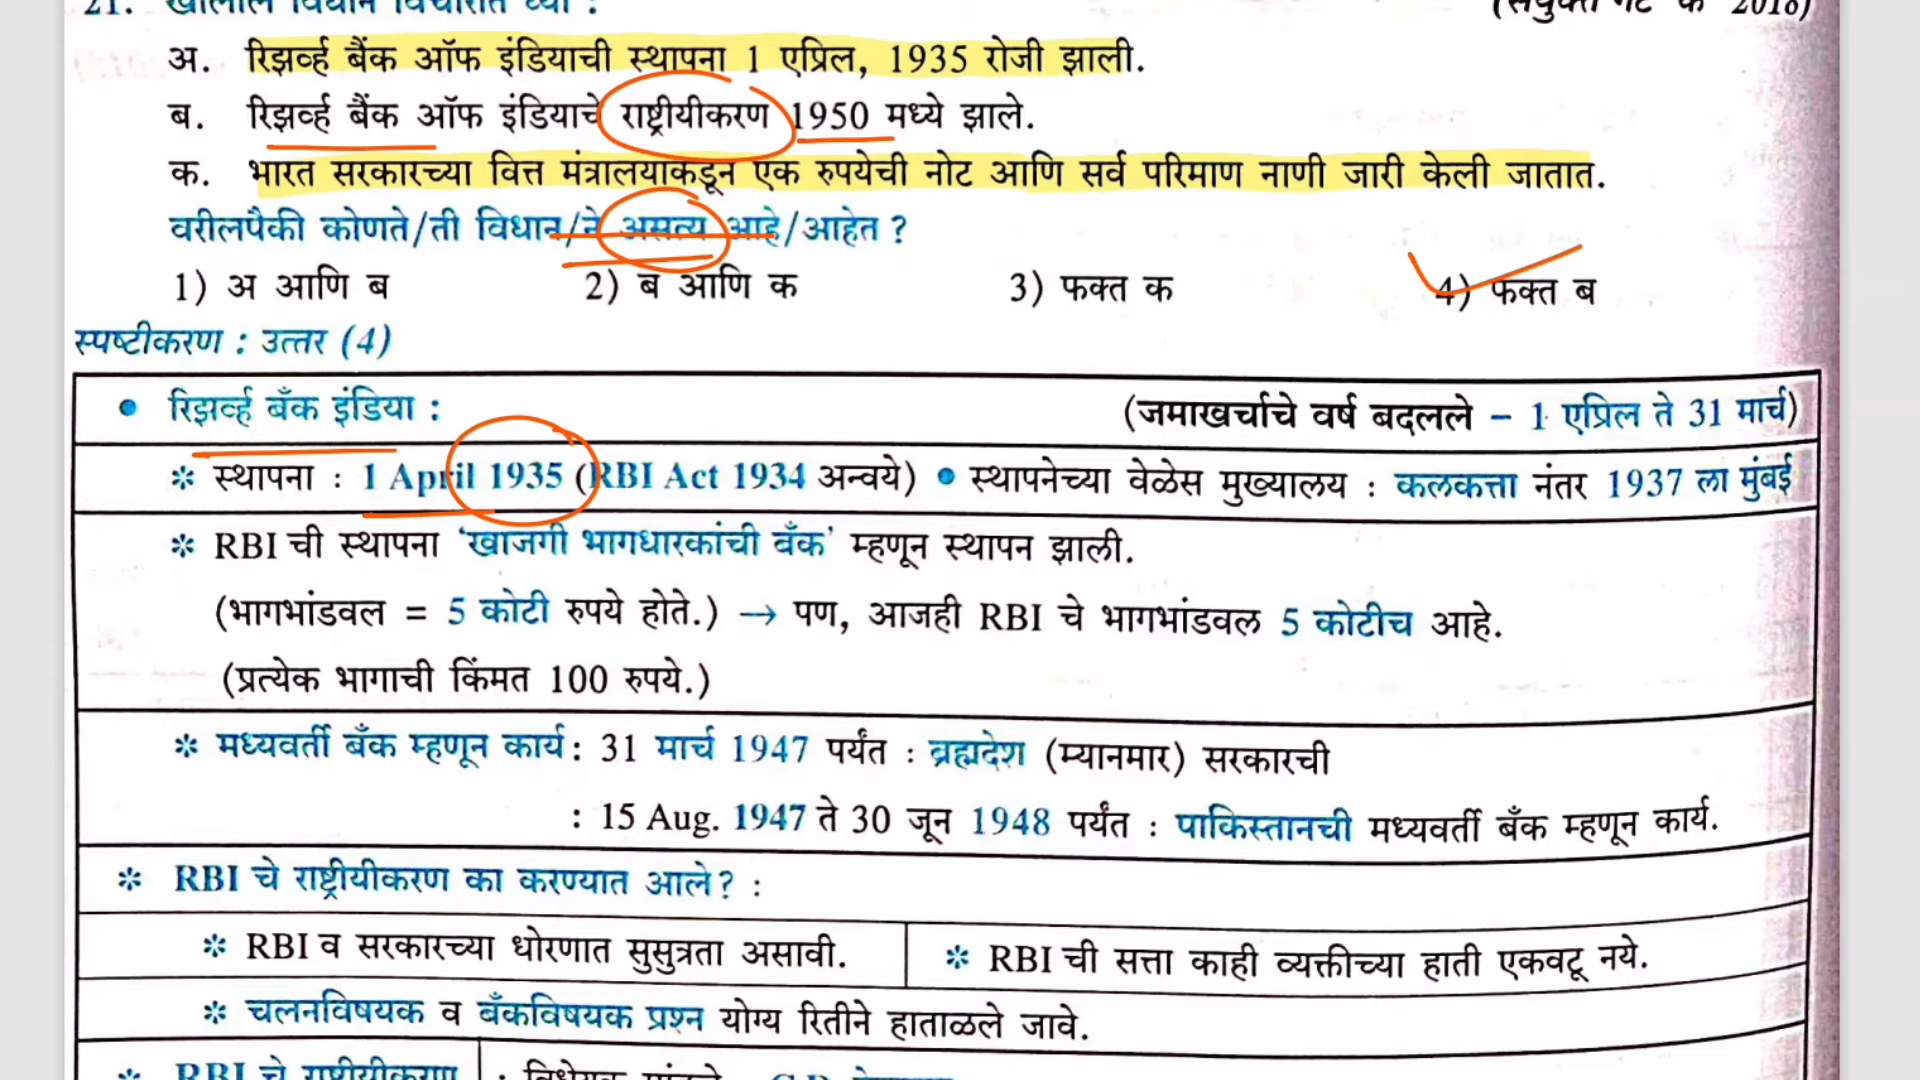 21. खालील विधाने विचारात घ्या :
अ. रिझर्व्ह बैंक ऑफ इंडियाची स्थापना 1 एप्रिल, 1935 रोजी झाली.
ब. रिझर्व्ह बैंक ऑफ इंडियाचे राष्ट्रीयीकरण 1950 मध्ये झाले.
क. भारत सरकारच्या वित्त मंत्रालयाकडून एक रुपयेची नोट आणि सर्व परिमाण नाणी जारी केली जातात.
वरीलपैकी कोणते/ती विधान/ने असत्य आहे/आहेत ?
1) अ आणि ब 2) ब आणि क 3) फक्त क 4) फक्त ब
स्पष्टीकरण : उत्तर (4)
• रिझर्व्ह बँक इंडिया : (जमाखर्चाचे वर्ष बदलले – 1 एप्रिल ते 31 मार्च)
* स्थापना : 1 April 1935 (RBI Act 1934 अन्वये) • स्थापनेच्या वेळेस मुख्यालय : कलकत्ता नंतर 1937 ला मुंबई
* RBI ची स्थापना ‘खाजगी भागधारकांची बँक’ म्हणून स्थापन झाली.
(भागभांडवल = 5 कोटी रुपये होते.) → पण, आजही RBI चे भागभांडवल 5 कोटीच आहे.
(प्रत्येक भागाची किंमत 100 रुपये.)
* मध्यवर्ती बँक म्हणून कार्य : 31 मार्च 1947 पर्यंत : ब्रह्मदेश (म्यानमार) सरकारची
: 15 Aug. 1947 ते 30 जून 1948 पर्यंत : पाकिस्तानची मध्यवर्ती बँक म्हणून कार्य.
* RBI चे राष्ट्रीयीकरण का करण्यात आले? :
* RBI व सरकारच्या धोरणात सुसुत्रता असावी. * RBI ची सत्ता काही व्यक्तीच्या हाती एकवटू नये.
* चलनविषयक व बँकविषयक प्रश्न योग्य रितीने हाताळले जावे.
* RBI चे राष्ट्रीयीकरण : विधेयक मांडले